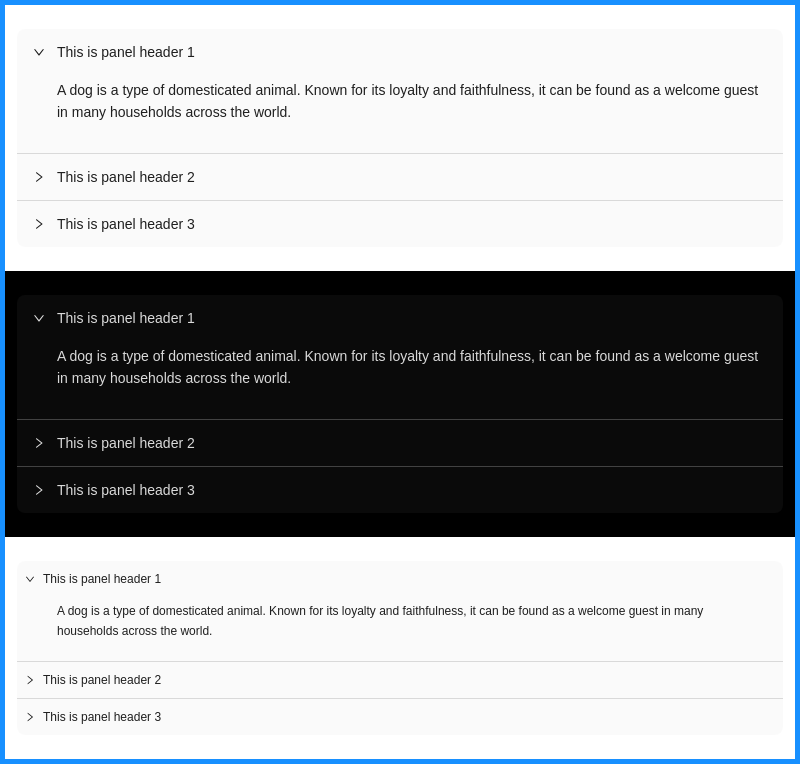 This is panel header 1
A dog is a type of domesticated animal. Known for its loyalty and faithfulness, it can be found as a welcome guest
in many households across the world.
This is panel header 2
This is panel header 3
This is panel header 1
A dog is a type of domesticated animal. Known for its loyalty and faithfulness, it can be found as a welcome guest
in many households across the world.
This is panel header 2
This is panel header 3
This is panel header 1
A dog is a type of domesticated animal. Known for its loyalty and faithfulness, it can be found as a welcome guest in many
households across the world.
This is panel header 2
This is panel header 3